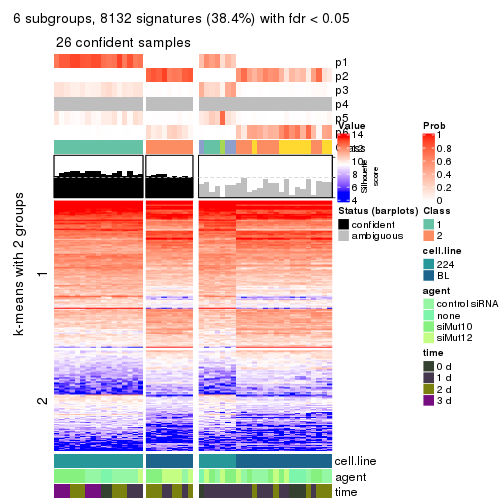 6 subgroups, 8132 signatures (38.4%) with fdr < 0.05
26 confident samples
p1
p2
p3
p4
p5
p6
Class
Silhouette
score
k-means with 2 groups
1
2
cell.line
agent
time
Value
14
12
10
8
6
4
Status (barplots)
confident
ambiguous
Prob
1
0.8
0.6
0.4
0.2
0
Class
1
2
cell.line
224
BL
agent
control siRNA
none
siMut10
siMut12
time
0 d
1 d
2 d
3 d